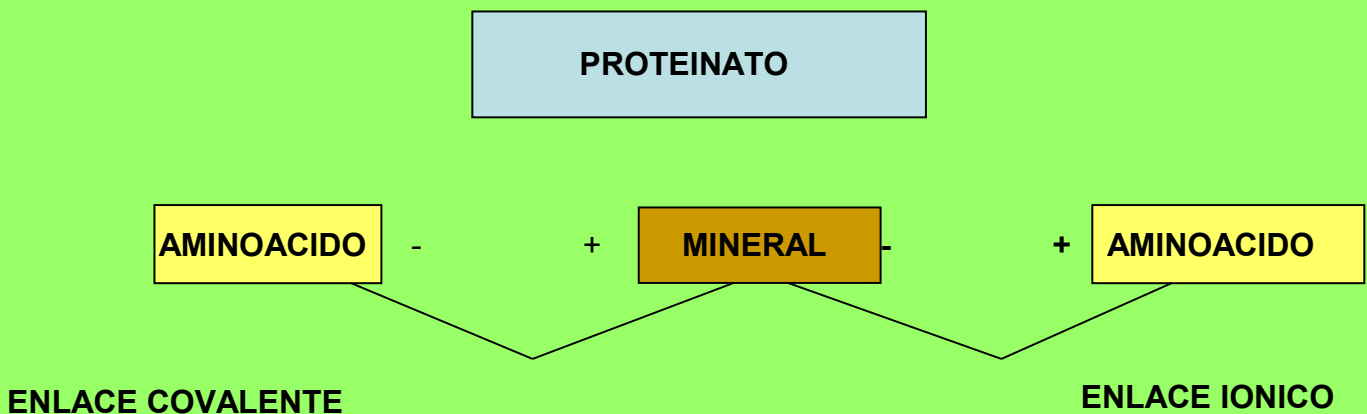 PROTEINATO
AMINOACIDO - + MINERAL - + AMINOACIDO
ENLACE COVALENTE ENLACE IONICO